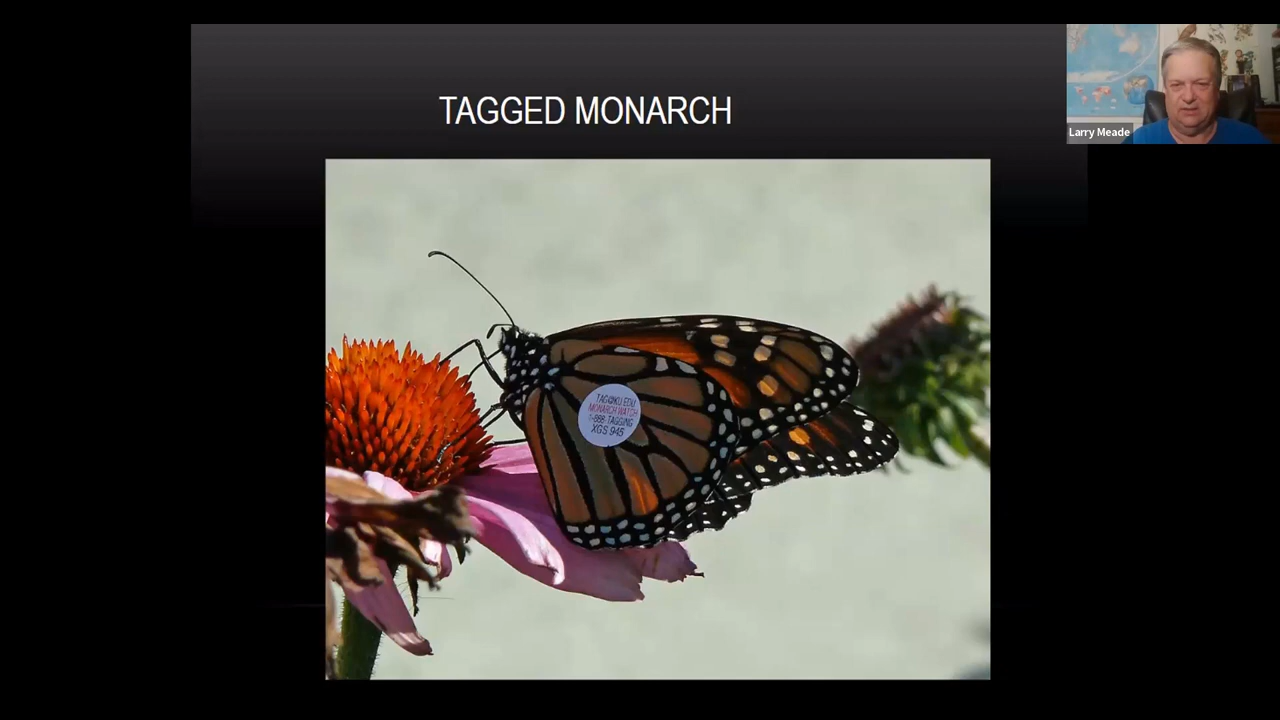 TAGGED MONARCH
Larry Meade
TAG@KU.EDU
MONARCH WATCH
1-888-TAGGING
XGS 945